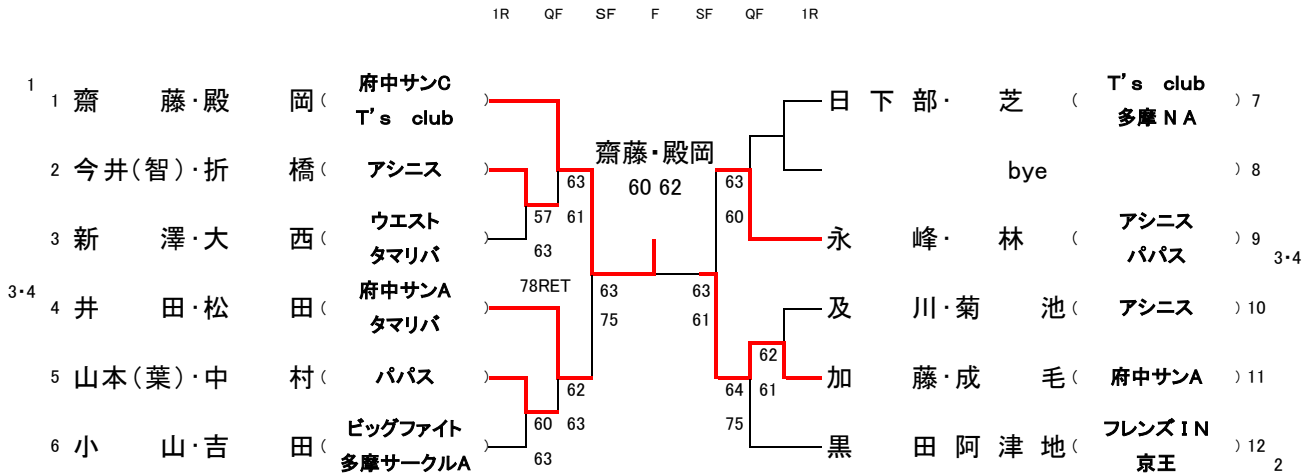 1R QF SF F SF QF 1R
1
1 齋 藤・殿 岡 ( 府中サンC )
T's club
2 今井(智)・折 橋 ( アシニス )
3 新 澤・大 西 ( ウエスト )
タマリバ
3・4
4 井 田・松 田 ( 府中サンA )
タマリバ
5 山本(葉)・中 村 ( パパス )
6 小 山・吉 田 ( ビッグファイト )
多摩サークルA
57
63
78RET
60
63
63
61
62
63
63
75
齋藤・殿岡
60 62
63
61
63
60
64
75
62
61
日 下 部・ 芝 ( T's club ) 7
多摩NA
bye ) 8
永 峰・ 林 ( アシニス ) 9
パパス
3・4
及 川・菊 池 ( アシニス ) 10
加 藤・成 毛 ( 府中サンA ) 11
黒 田 阿 津 地 ( フレンズIN ) 12
京王
2